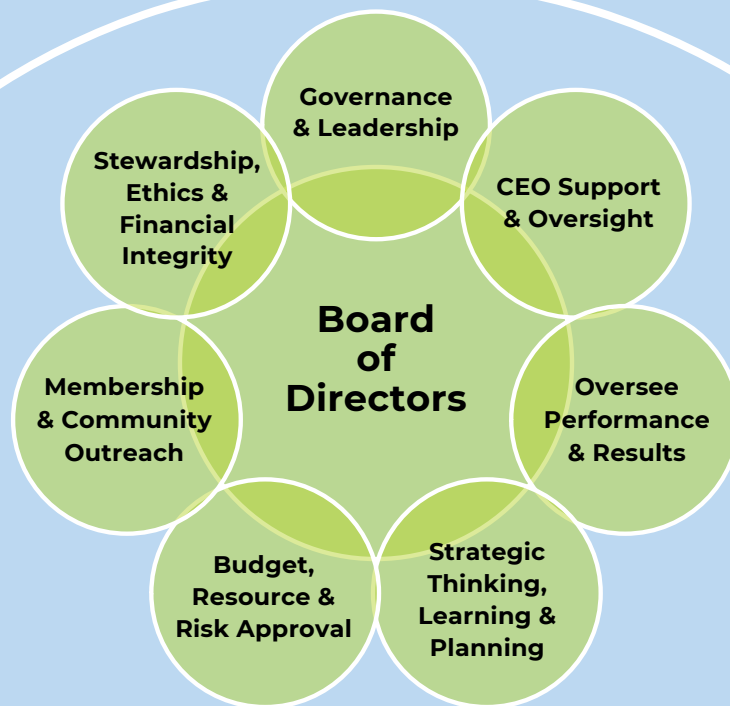 Governance
& Leadership
CEO Support
& Oversight
Oversee
Performance
& Results
Strategic
Thinking,
Learning &
Planning
Budget,
Resource &
Risk Approval
Membership
& Community
Outreach
Stewardship,
Ethics &
Financial
Integrity
Board
of
Directors